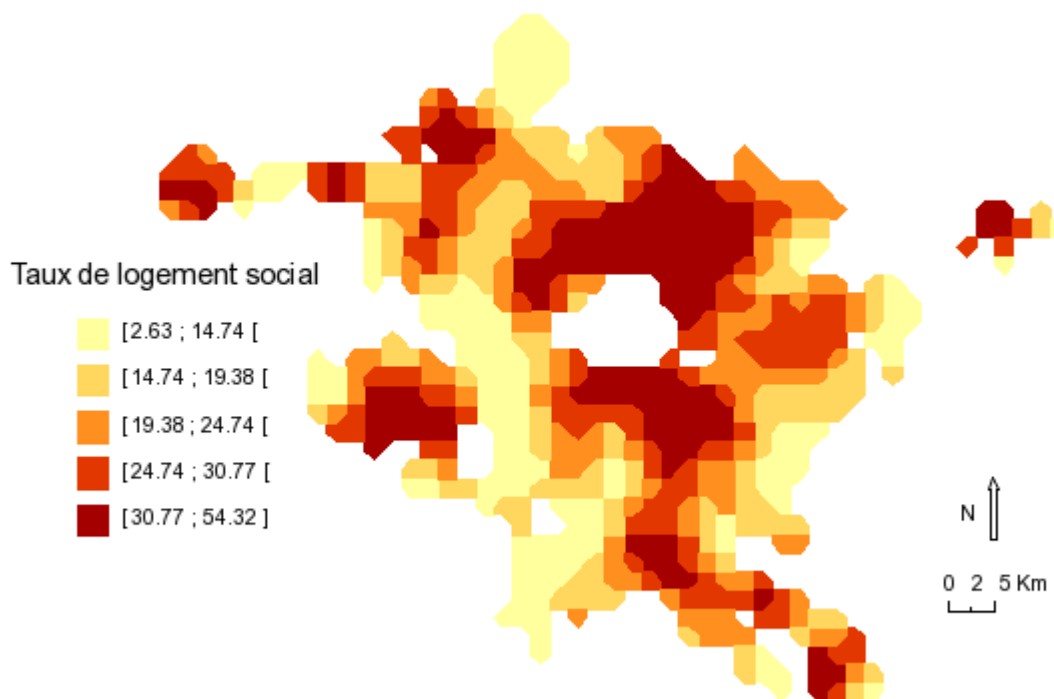 Taux de logement social
[2.63 ; 14.74 [
[14.74 ; 19.38 [
[19.38 ; 24.74 [
[24.74 ; 30.77 [
[30.77 ; 54.32 ]
N
0 2 5 Km